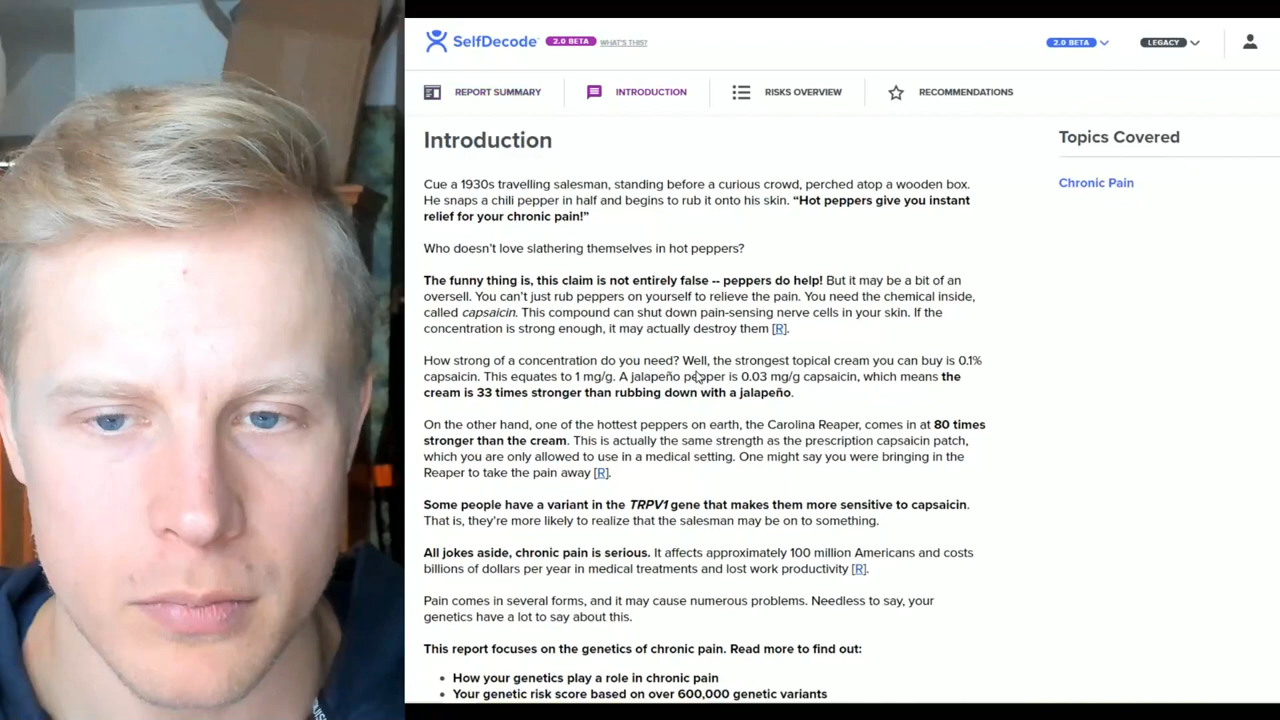 SelfDecode 2.0 BETA WHAT'S THIS? 2.0 BETA LEGACY
REPORT SUMMARY INTRODUCTION RISKS OVERVIEW RECOMMENDATIONS
Introduction
Cue a 1930s travelling salesman, standing before a curious crowd, perched atop a wooden box.
He snaps a chili pepper in half and begins to rub it onto his skin. “Hot peppers give you instant
relief for your chronic pain!”
Who doesn’t love slathering themselves in hot peppers?
The funny thing is, this claim is not entirely false -- peppers do help! But it may be a bit of an
oversell. You can’t just rub peppers on yourself to relieve the pain. You need the chemical inside,
called capsaicin. This compound can shut down pain-sensing nerve cells in your skin. If the
concentration is strong enough, it may actually destroy them [R].
How strong of a concentration do you need? Well, the strongest topical cream you can buy is 0.1%
capsaicin. This equates to 1 mg/g. A jalapeño pepper is 0.03 mg/g capsaicin, which means the
cream is 33 times stronger than rubbing down with a jalapeño.
On the other hand, one of the hottest peppers on earth, the Carolina Reaper, comes in at 80 times
stronger than the cream. This is actually the same strength as the prescription capsaicin patch,
which you are only allowed to use in a medical setting. One might say you were bringing in the
Reaper to take the pain away [R].
Some people have a variant in the TRPV1 gene that makes them more sensitive to capsaicin.
That is, they’re more likely to realize that the salesman may be on to something.
All jokes aside, chronic pain is serious. It affects approximately 100 million Americans and costs
billions of dollars per year in medical treatments and lost work productivity [R].
Pain comes in several forms, and it may cause numerous problems. Needless to say, your
genetics have a lot to say about this.
This report focuses on the genetics of chronic pain. Read more to find out:
• How your genetics play a role in chronic pain
• Your genetic risk score based on over 600,000 genetic variants
Topics Covered
Chronic Pain